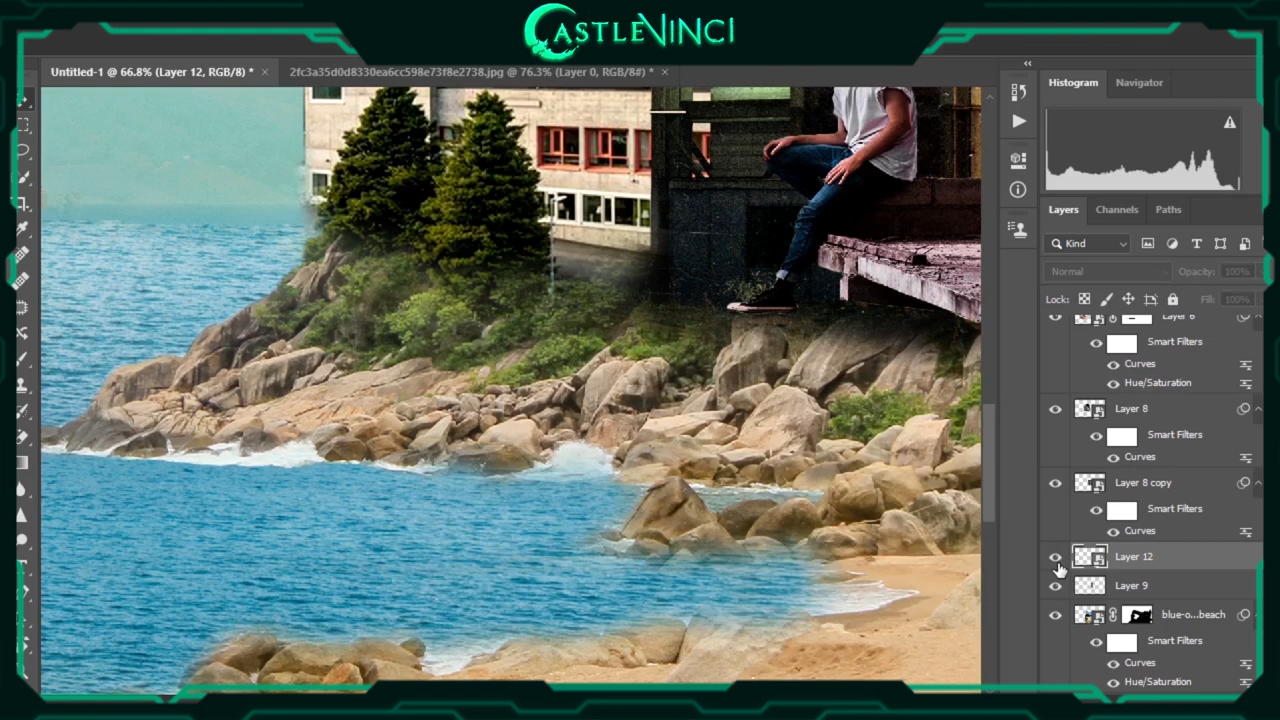 CASTLEVINCI
Untitled-1 @ 66.8% (Layer 12, RGB/8) * ×
2fc3a35d0d8330ea6cc598e73f8e2738.jpg @ 76.3% (Layer 0, RGB/8#) * ×
Histogram
Navigator
Layers
Channels
Paths
Kind
Normal
Opacity: 100%
Lock:
Fill: 100%
Layer 6
Smart Filters
Curves
Hue/Saturation
Layer 8
Smart Filters
Curves
Layer 8 copy
Smart Filters
Curves
Layer 12
Layer 9
blue-o...beach
Smart Filters
Curves
Hue/Saturation